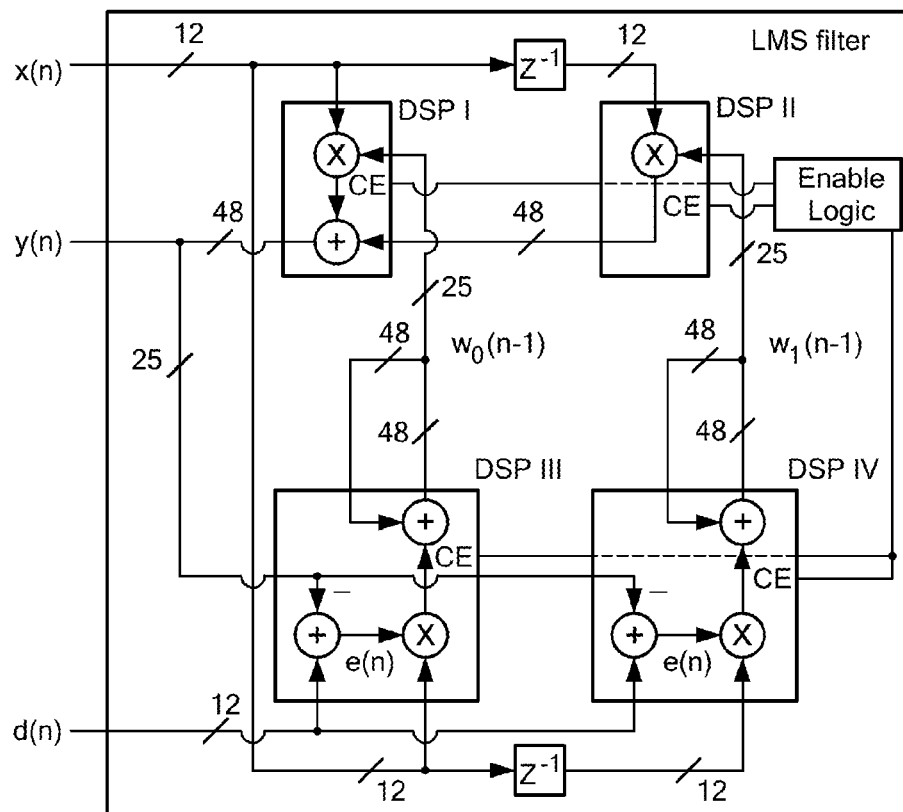 LMS filter
12
12
x(n)
Z⁻¹
DSP I
DSP II
X
X
CE
CE
Enable
Logic
48
48
y(n)
+
25
25
25
48
48
w₀(n-1)
w₁(n-1)
48
48
DSP III
DSP IV
+
+
CE
CE
−
−
+
X
+
X
e(n)
e(n)
12
d(n)
12
Z⁻¹
12